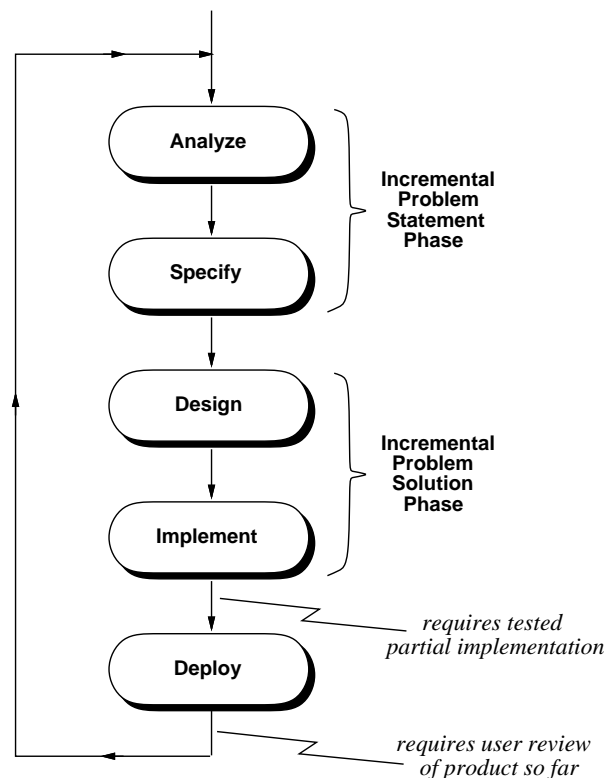 Analyze
Incremental
Problem
Statement
Phase
Specify
Design
Incremental
Problem
Solution
Phase
Implement
requires tested
partial implementation
Deploy
requires user review
of product so far